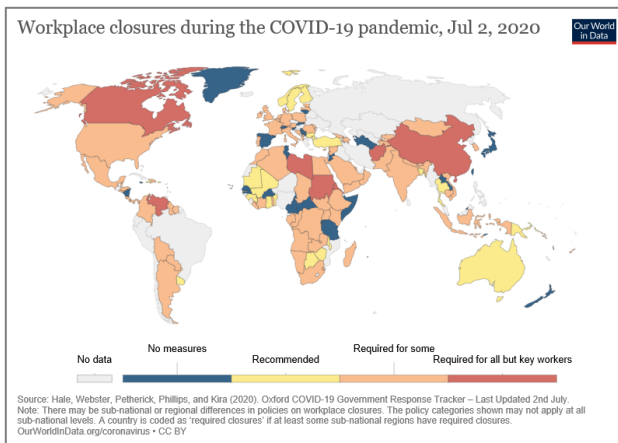 Workplace closures during the COVID-19 pandemic, Jul 2, 2020
Our World
in Data
No data
No measures
Recommended
Required for some
Required for all but key workers
Source: Hale, Webster, Petherick, Phillips, and Kira (2020). Oxford COVID-19 Government Response Tracker – Last Updated 2nd July.
Note: There may be sub-national or regional differences in policies on workplace closures. The policy categories shown may not apply at all
sub-national levels. A country is coded as 'required closures' if at least some sub-national regions have required closures.
OurWorldInData.org/coronavirus • CC BY